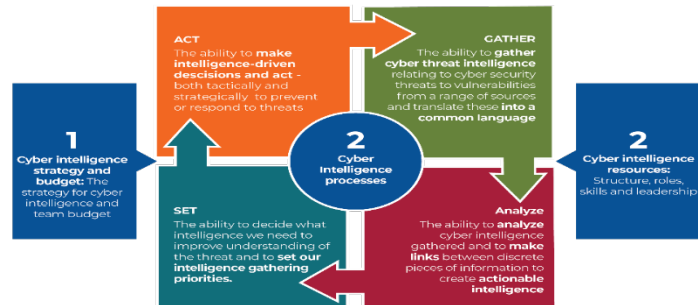 1
Cyber intelligence
strategy and budget: The
strategy for cyber
intelligence and
team budget
ACT
The ability to make
intelligence-driven
descisions and act -
both tactically and
strategically to prevent
or respond to threats
GATHER
The ability to gather
cyber threat intelligence
relating to cyber security
threats to vulnerabilities
from a range of sources
and translate these into a
common language
2
Cyber
Intelligence
processes
SET
The ability to decide what
intelligence we need to
improve understanding of
the threat and to set our
intelligence gathering
priorities.
Analyze
The ability to analyze
cyber intelligence
gathered and to make
links between discrete
pieces of information to
create actionable
intelligence
2
Cyber intelligence
resources:
Structure, roles,
skills and leadership